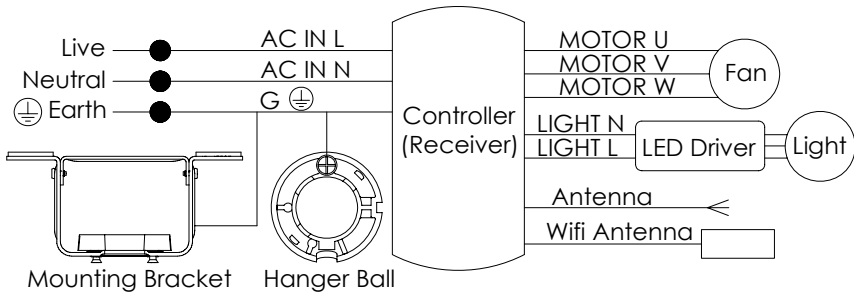 Live
AC IN L
Neutral
AC IN N
Earth
G
Controller
(Receiver)
MOTOR U
MOTOR V
MOTOR W
Fan
LIGHT N
LIGHT L
LED Driver
Light
Antenna
Wifi Antenna
Mounting Bracket
Hanger Ball